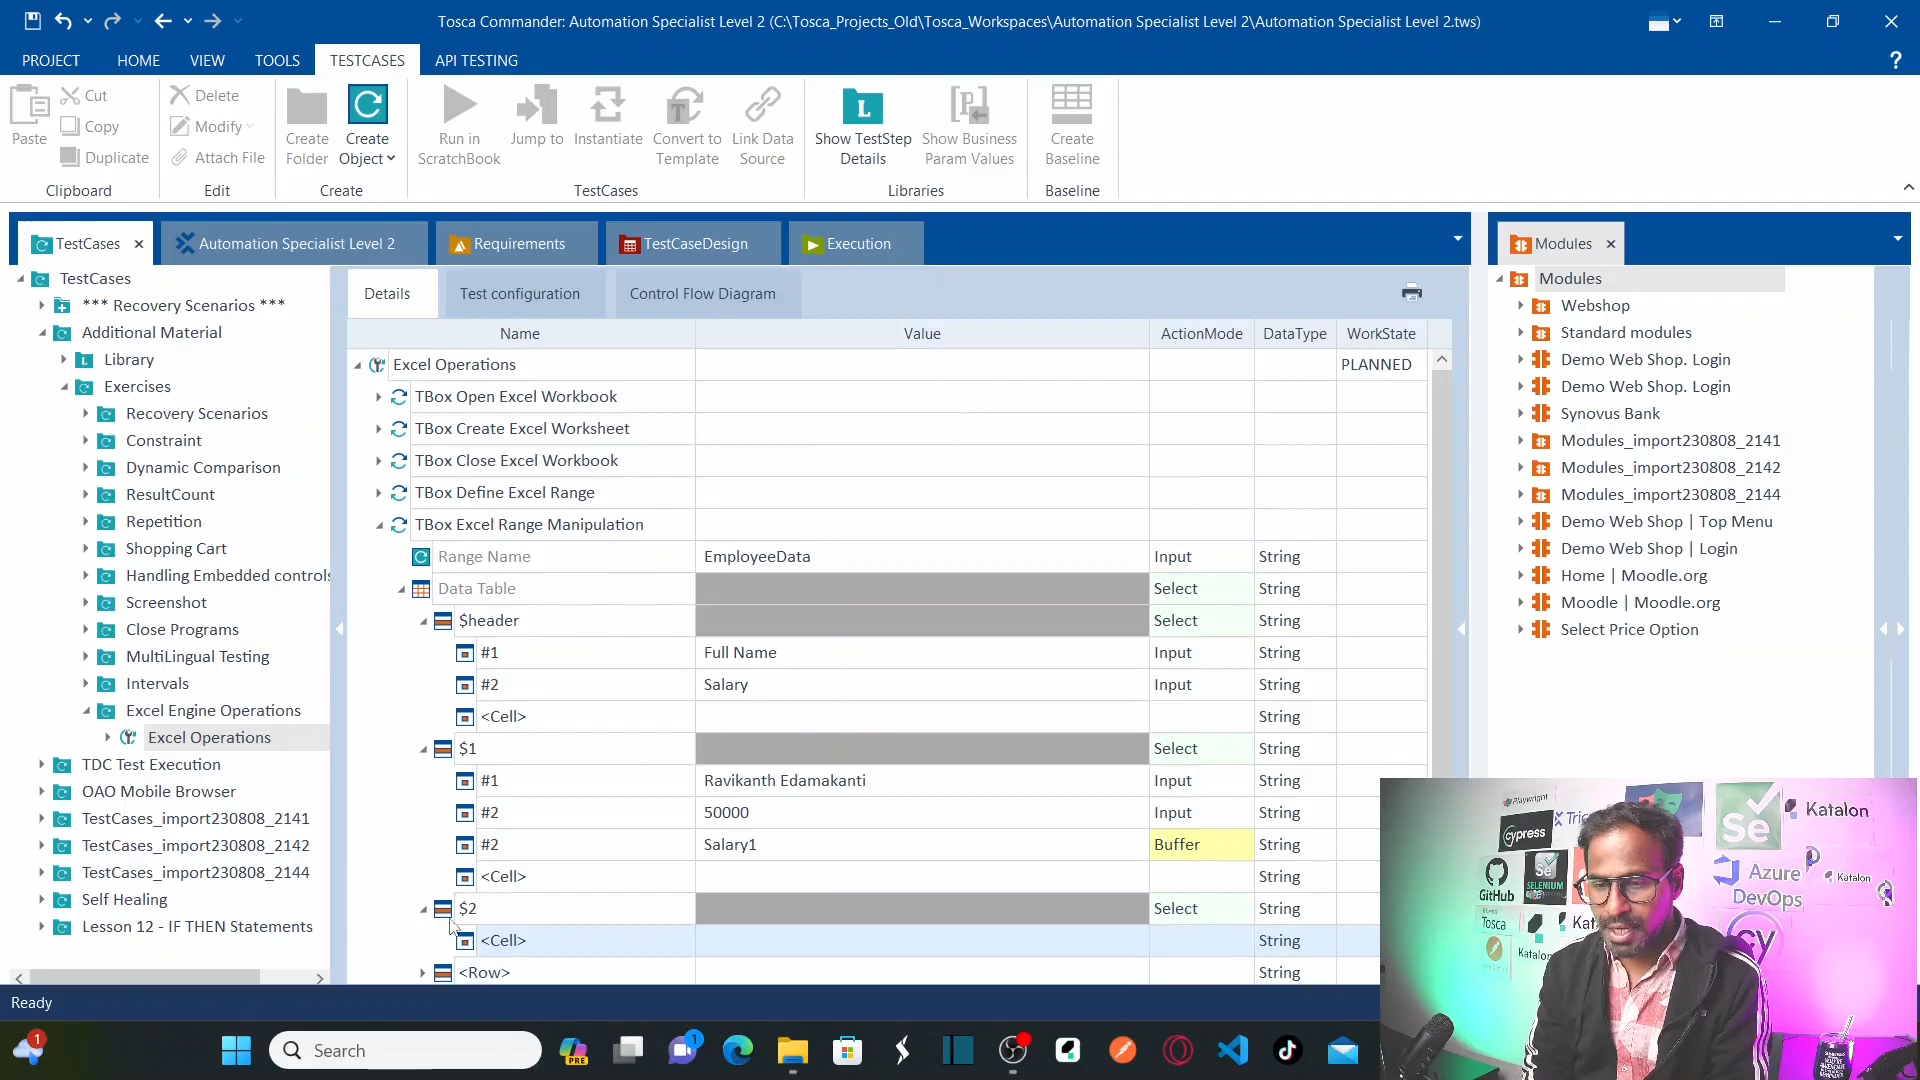 Tosca Commander: Automation Specialist Level 2 (C:\Tosca_Projects_Old\Tosca_Workspaces\Automation Specialist Level 2\Automation Specialist Level 2.tws)
PROJECT HOME VIEW TOOLS TESTCASES API TESTING ?
Paste Cut Copy Duplicate
Clipboard
Delete Modify Attach File
Edit
Create Folder Create Object
Create
Run in ScratchBook Jump to Instantiate Convert to Template Link Data Source
TestCases
Show TestStep Details Show Business Param Values
Libraries
Create Baseline
Baseline
TestCases × Automation Specialist Level 2 Requirements TestCaseDesign Execution
TestCases
*** Recovery Scenarios ***
Additional Material
Library
Exercises
Recovery Scenarios
Constraint
Dynamic Comparison
ResultCount
Repetition
Shopping Cart
Handling Embedded controls
Screenshot
Close Programs
MultiLingual Testing
Intervals
Excel Engine Operations
Excel Operations
TDC Test Execution
OAO Mobile Browser
TestCases_import230808_2141
TestCases_import230808_2142
TestCases_import230808_2144
Self Healing
Lesson 12 - IF THEN Statements
Details Test configuration Control Flow Diagram
Name Value ActionMode DataType WorkState
Excel Operations PLANNED
TBox Open Excel Workbook
TBox Create Excel Worksheet
TBox Close Excel Workbook
TBox Define Excel Range
TBox Excel Range Manipulation
Range Name EmployeeData Input String
Data Table Select String
$header Select String
#1 Full Name Input String
#2 Salary Input String
<Cell> String
$1 Select String
#1 Ravikanth Edamakanti Input String
#2 50000 Input String
#2 Salary1 Buffer String
<Cell> String
$2 Select String
<Cell> String
<Row> String
Modules ×
Modules
Webshop
Standard modules
Demo Web Shop. Login
Demo Web Shop. Login
Synovus Bank
Modules_import230808_2141
Modules_import230808_2142
Modules_import230808_2144
Demo Web Shop | Top Menu
Demo Web Shop | Login
Home | Moodle.org
Moodle | Moodle.org
Select Price Option
Playwright
cypress
Se
Katalon
GitHub
SELENIUM
Azure DevOps
Katalon
Tosca
cy
Ready
1
Search
PRE
1